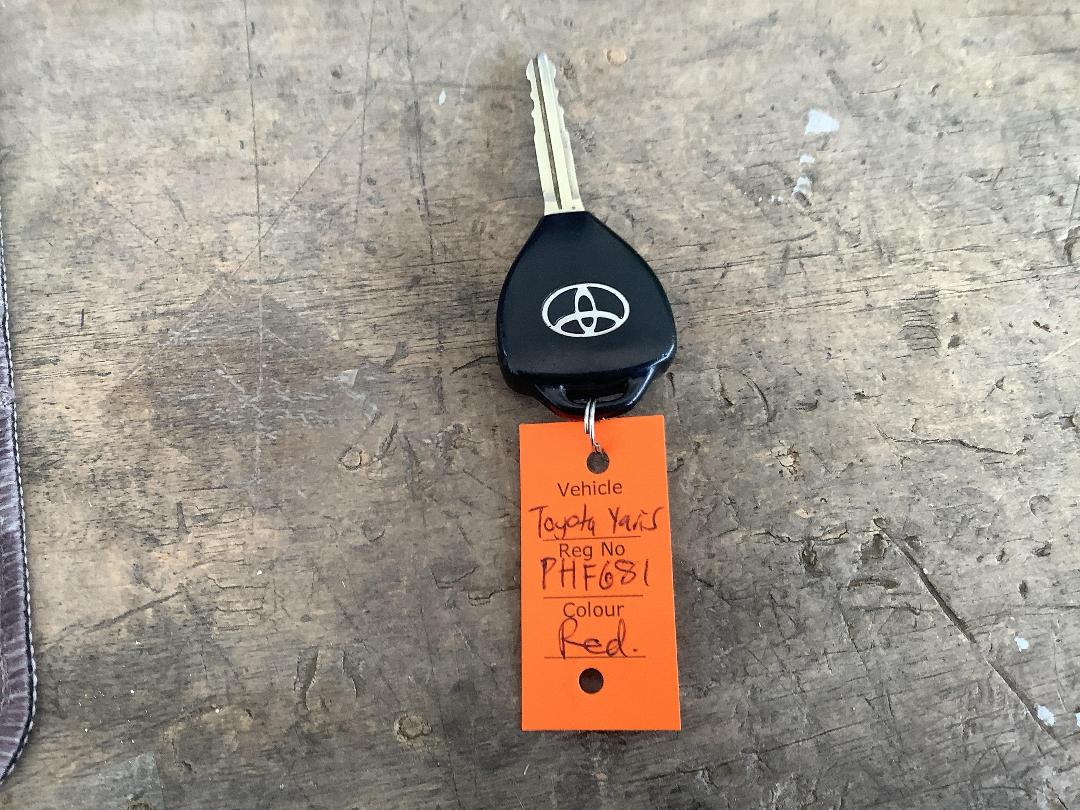 Vehicle
Toyota Yaris
Reg No
PHF681
Colour
Red.